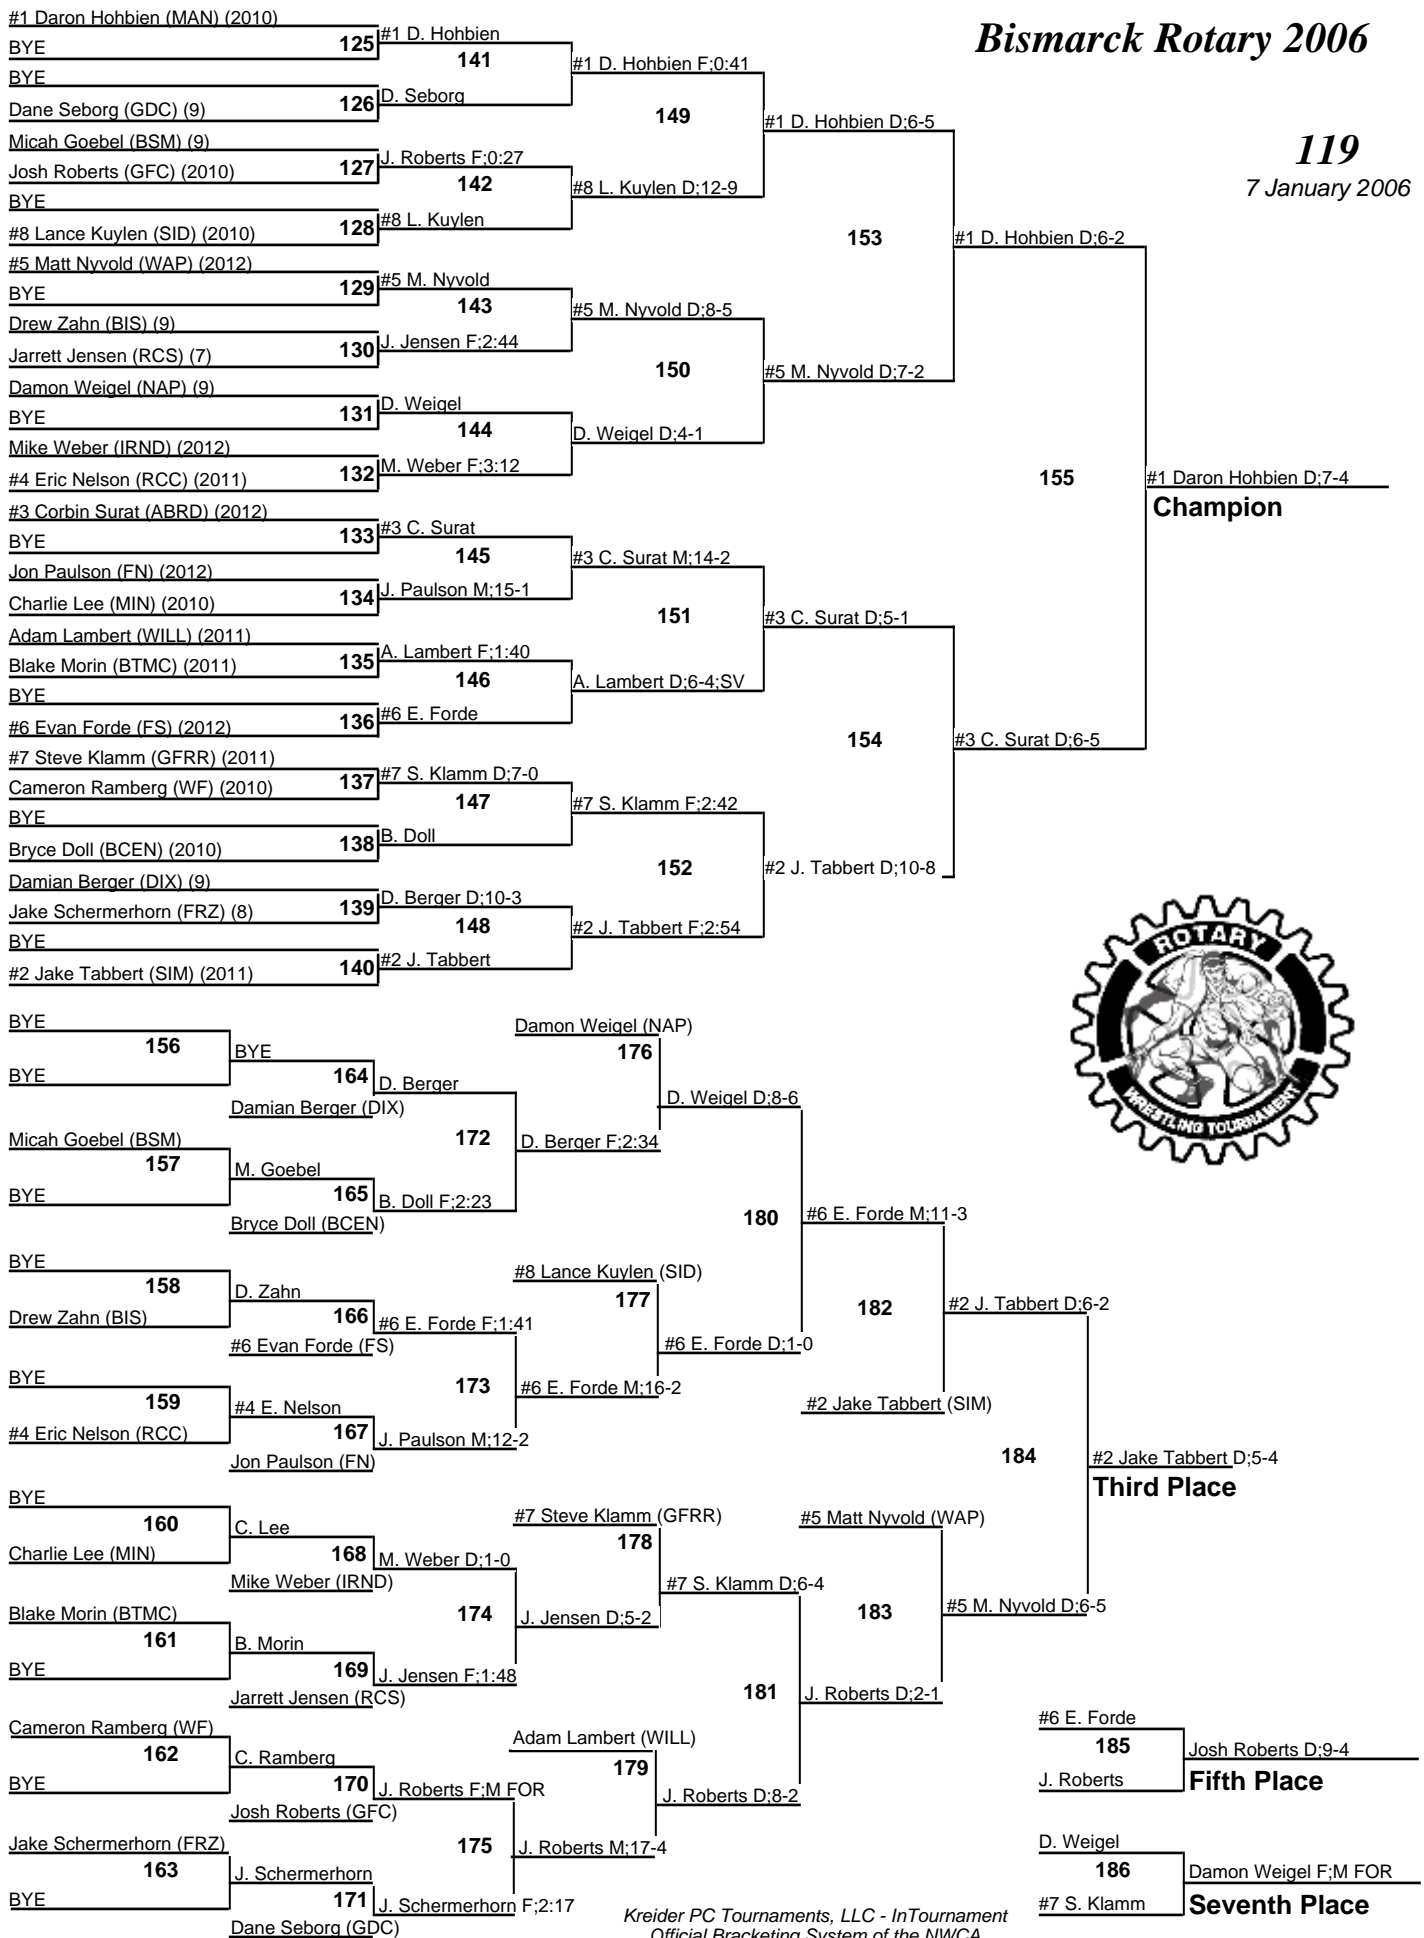 #1 Daron Hohbien (MAN) (2010)
BYE
BYE
Dane Seborg (GDC) (9)
Micah Goebel (BSM) (9)
Josh Roberts (GFC) (2010)
BYE
#8 Lance Kuylen (SID) (2010)
#5 Matt Nyvold (WAP) (2012)
BYE
Drew Zahn (BIS) (9)
Jarrett Jensen (RCS) (7)
Damon Weigel (NAP) (9)
BYE
Mike Weber (IRND) (2012)
#4 Eric Nelson (RCC) (2011)
#3 Corbin Surat (ABRD) (2012)
BYE
Jon Paulson (FN) (2012)
Charlie Lee (MIN) (2010)
Adam Lambert (WILL) (2011)
Blake Morin (BTMC) (2011)
BYE
#6 Evan Forde (FS) (2012)
#7 Steve Klamm (GFRR) (2011)
Cameron Ramberg (WF) (2010)
BYE
Bryce Doll (BCEN) (2010)
Damian Berger (DIX) (9)
Jake Schermerhorn (FRZ) (8)
BYE
#2 Jake Tabbert (SIM) (2011)
125
126
127
128
129
130
131
132
133
134
135
136
137
138
139
140
#1 D. Hohbien
141
D. Seborg
J. Roberts F;0:27
142
#8 L. Kuylen
#5 M. Nyvold
143
J. Jensen F;2:44
D. Weigel
144
M. Weber F;3:12
#3 C. Surat
145
J. Paulson M;15-1
A. Lambert F;1:40
146
#6 E. Forde
#7 S. Klamm D;7-0
147
B. Doll
D. Berger D;10-3
148
#2 J. Tabbert
#1 D. Hohbien F;0:41
149
#8 L. Kuylen D;12-9
#5 M. Nyvold D;8-5
150
D. Weigel D;4-1
#3 C. Surat M;14-2
151
A. Lambert D;6-4;SV
#7 S. Klamm F;2:42
152
#2 J. Tabbert F;2:54
#1 D. Hohbien D;6-5
153
#5 M. Nyvold D;7-2
#3 C. Surat D;5-1
154
#2 J. Tabbert D;10-8
#1 D. Hohbien D;6-2
155
#3 C. Surat D;6-5
#1 Daron Hohbien D;7-4
Champion
Bismarck Rotary 2006
119
7 January 2006
ROTARY
WRESTLING TOURNAMENT
BYE
156
BYE
Micah Goebel (BSM)
157
BYE
BYE
158
Drew Zahn (BIS)
BYE
159
#4 Eric Nelson (RCC)
BYE
160
Charlie Lee (MIN)
Blake Morin (BTMC)
161
BYE
Cameron Ramberg (WF)
162
BYE
Jake Schermerhorn (FRZ)
163
BYE
BYE
164
Damian Berger (DIX)
M. Goebel
165
Bryce Doll (BCEN)
D. Zahn
166
#6 Evan Forde (FS)
#4 E. Nelson
167
Jon Paulson (FN)
C. Lee
168
Mike Weber (IRND)
B. Morin
169
Jarrett Jensen (RCS)
C. Ramberg
170
Josh Roberts (GFC)
J. Schermerhorn
171
Dane Seborg (GDC)
D. Berger
172
B. Doll F;2:23
#6 E. Forde F;1:41
173
J. Paulson M;12-2
M. Weber D;1-0
174
J. Jensen F;1:48
J. Roberts F;M FOR
175
J. Schermerhorn F;2:17
Damon Weigel (NAP)
176
D. Berger F;2:34
#8 Lance Kuylen (SID)
177
#6 E. Forde M;16-2
#7 Steve Klamm (GFRR)
178
J. Jensen D;5-2
Adam Lambert (WILL)
179
J. Roberts M;17-4
D. Weigel D;8-6
180
#6 E. Forde D;1-0
#7 S. Klamm D;6-4
181
J. Roberts D;8-2
#6 E. Forde M;11-3
182
#2 Jake Tabbert (SIM)
#5 Matt Nyvold (WAP)
183
J. Roberts D;2-1
#2 J. Tabbert D;6-2
184
#5 M. Nyvold D;6-5
#2 Jake Tabbert D;5-4
Third Place
#6 E. Forde
185
J. Roberts
Josh Roberts D;9-4
Fifth Place
D. Weigel
186
#7 S. Klamm
Damon Weigel F;M FOR
Seventh Place
Kreider PC Tournaments, LLC - InTournament
Official Bracketing System of the NWCA